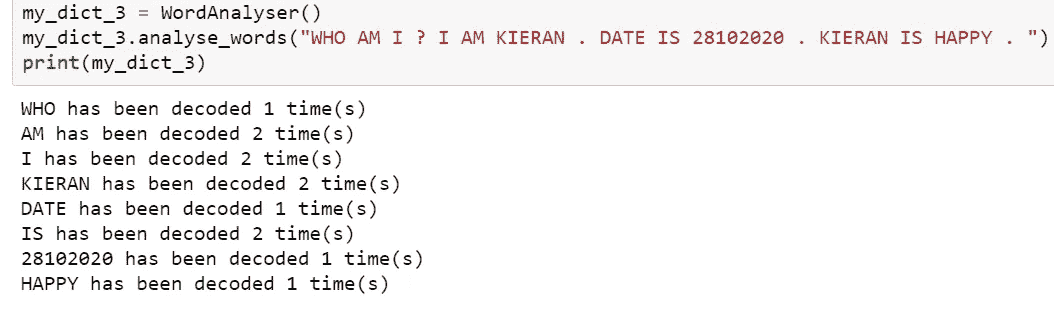 my_dict_3 = WordAnalyser()
my_dict_3.analyse_words("WHO AM I ? I AM KIERAN . DATE IS 28102020 . KIERAN IS HAPPY . ")
print(my_dict_3)
WHO has been decoded 1 time(s)
AM has been decoded 2 time(s)
I has been decoded 2 time(s)
KIERAN has been decoded 2 time(s)
DATE has been decoded 1 time(s)
IS has been decoded 2 time(s)
28102020 has been decoded 1 time(s)
HAPPY has been decoded 1 time(s)